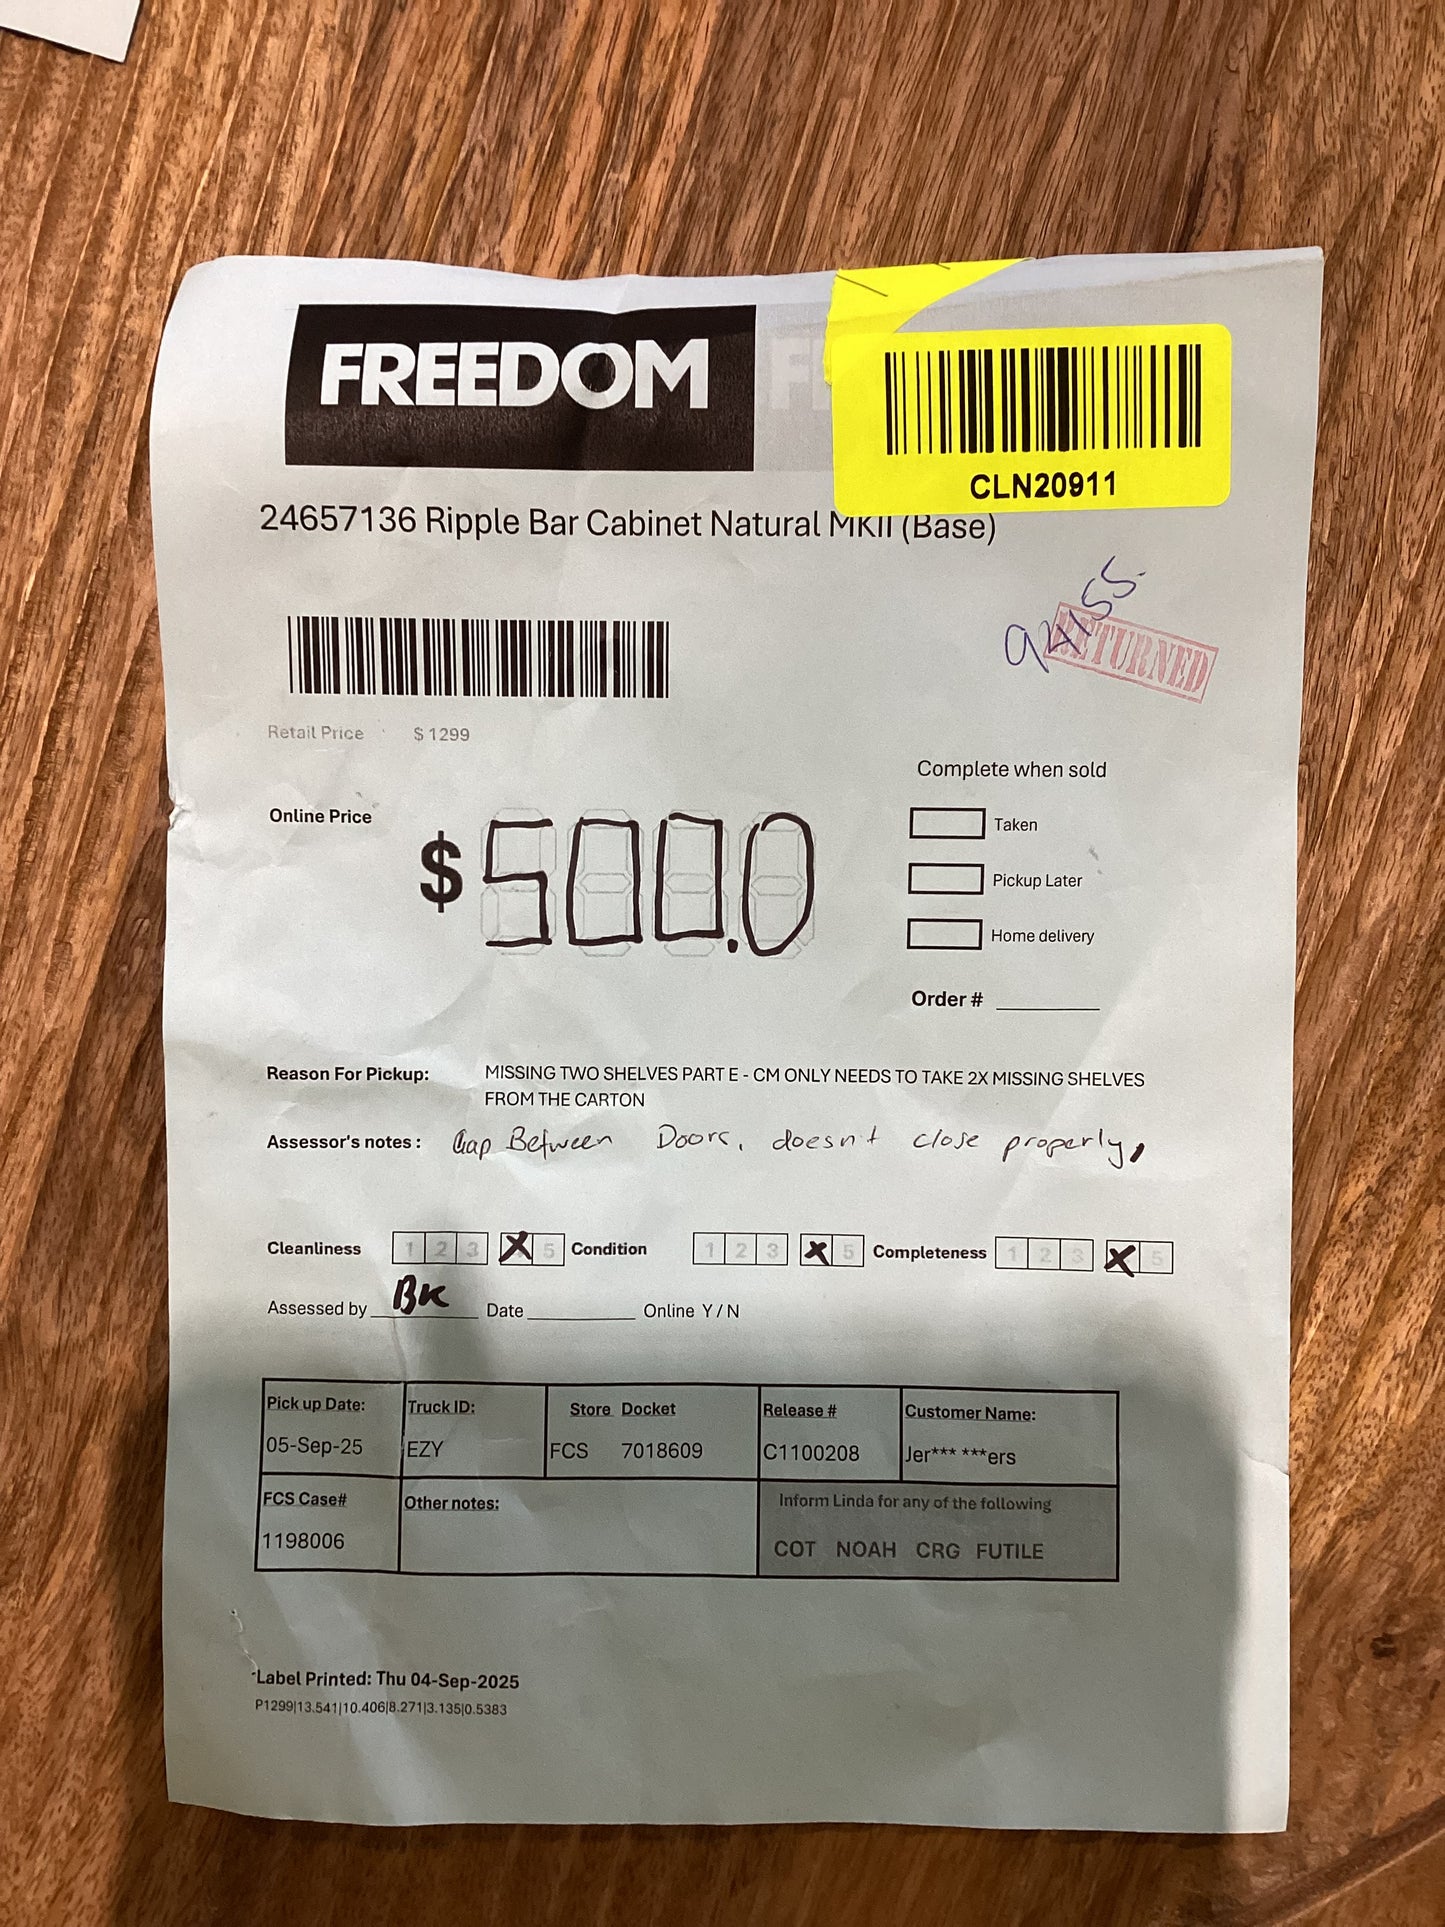 FREEDOM
CLN20911
24657136 Ripple Bar Cabinet Natural MKII (Base)
RETURNED
Retail Price $ 1299
Complete when sold
Online Price
$ 500.0
Taken
Pickup Later
Home delivery
Order #
Reason For Pickup: MISSING TWO SHELVES PART E - CM ONLY NEEDS TO TAKE 2X MISSING SHELVES
FROM THE CARTON
Assessor's notes: Gap Between Doors, doesn't close properly,
Cleanliness 1 2 3 X 5 Condition 1 2 3 X 5 Completeness 1 2 3 X 5
Assessed by BK Date Online Y / N
Pick up Date: Truck ID: Store Docket Release # Customer Name:
05-Sep-25 EZY FCS 7018609 C1100208 Jer*** ***ers
FCS Case# Other notes: Inform Linda for any of the following
1198006 COT NOAH CRG FUTILE
Label Printed: Thu 04-Sep-2025
P1299|13.541|10.406|8.271|3.135|0.5383